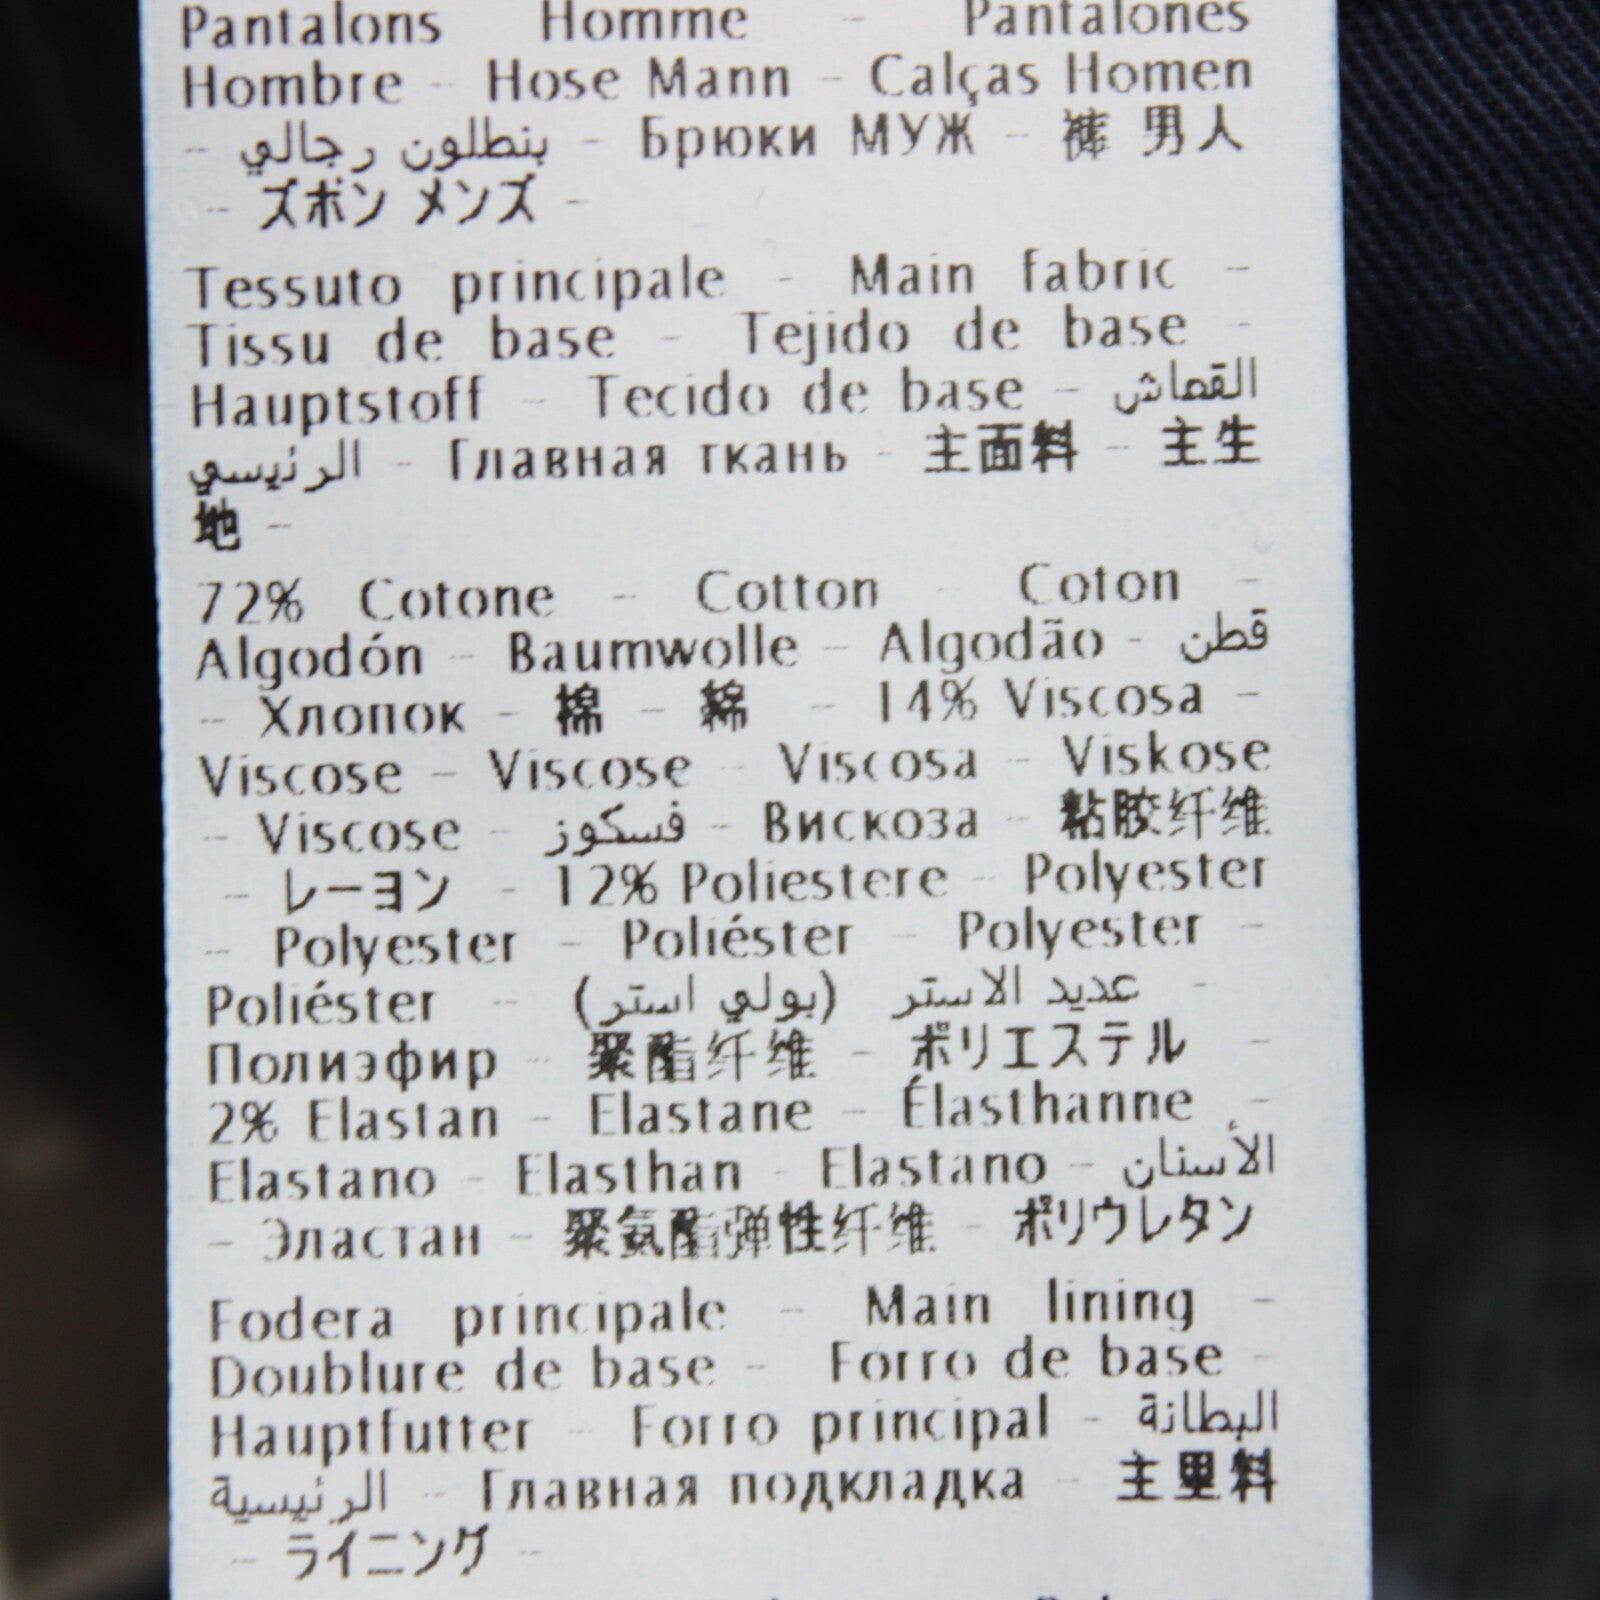 Pantalons Homme - Pantalones
Hombre - Hose Mann - Calças Homen
- بنطلون رجالي - Брюки МУЖ - 裤 男人
- ズボン メンズ -
Tessuto principale - Main fabric -
Tissu de base - Tejido de base -
Hauptstoff - Tecido de base - القماش
الرئيسي - Главная ткань - 主面料 - 主生
地 -
72% Cotone - Cotton - Coton -
Algodón - Baumwolle - Algodão - قطن
- Хлопок - 棉 - 綿 - 14% Viscosa -
Viscose - Viscose - Viscosa - Viskose
- Viscose - فسكوز - Вискоза - 粘胶纤维
- レーヨン - 12% Poliestere - Polyester
- Polyester - Poliéster - Polyester -
Poliéster - عديد الاستر (بولي استر) -
Полиэфир - 聚酯纤维 - ポリエステル -
2% Elastan - Elastane - Élasthanne -
Elastano - Elasthan - Elastano - الأسنان
- Эластан - 聚氨酯弹性纤维 - ポリウレタン
Fodera principale - Main lining -
Doublure de base - Forro de base -
Hauptfutter - Forro principal - البطانة
الرئيسية - Главная подкладка - 主里料
- ライニング -